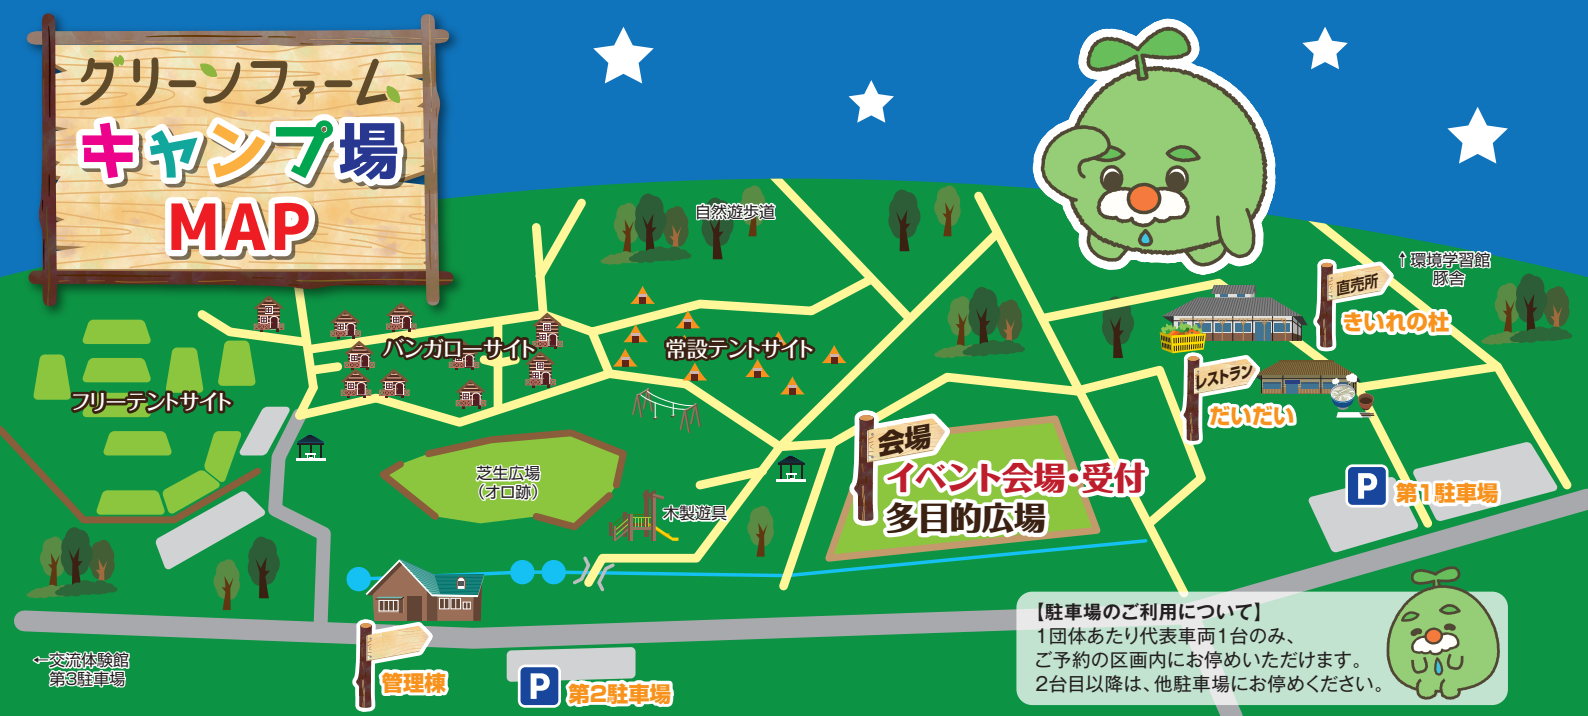 グリーンファーム
キャンプ場
MAP
自然遊歩道
↑環境学習館
豚舎
直売所
きいれの杜
バンガローサイト
常設テントサイト
レストラン
だいだい
フリーテントサイト
会場
イベント会場・受付
多目的広場
芝生広場
(オロ跡)
木製遊具
P 第1駐車場
←交流体験館
第3駐車場
管理棟
P 第2駐車場
【駐車場のご利用について】
1団体あたり代表車両1台のみ、
ご予約の区画内にお停めいただけます。
2台目以降は、他駐車場にお停めください。